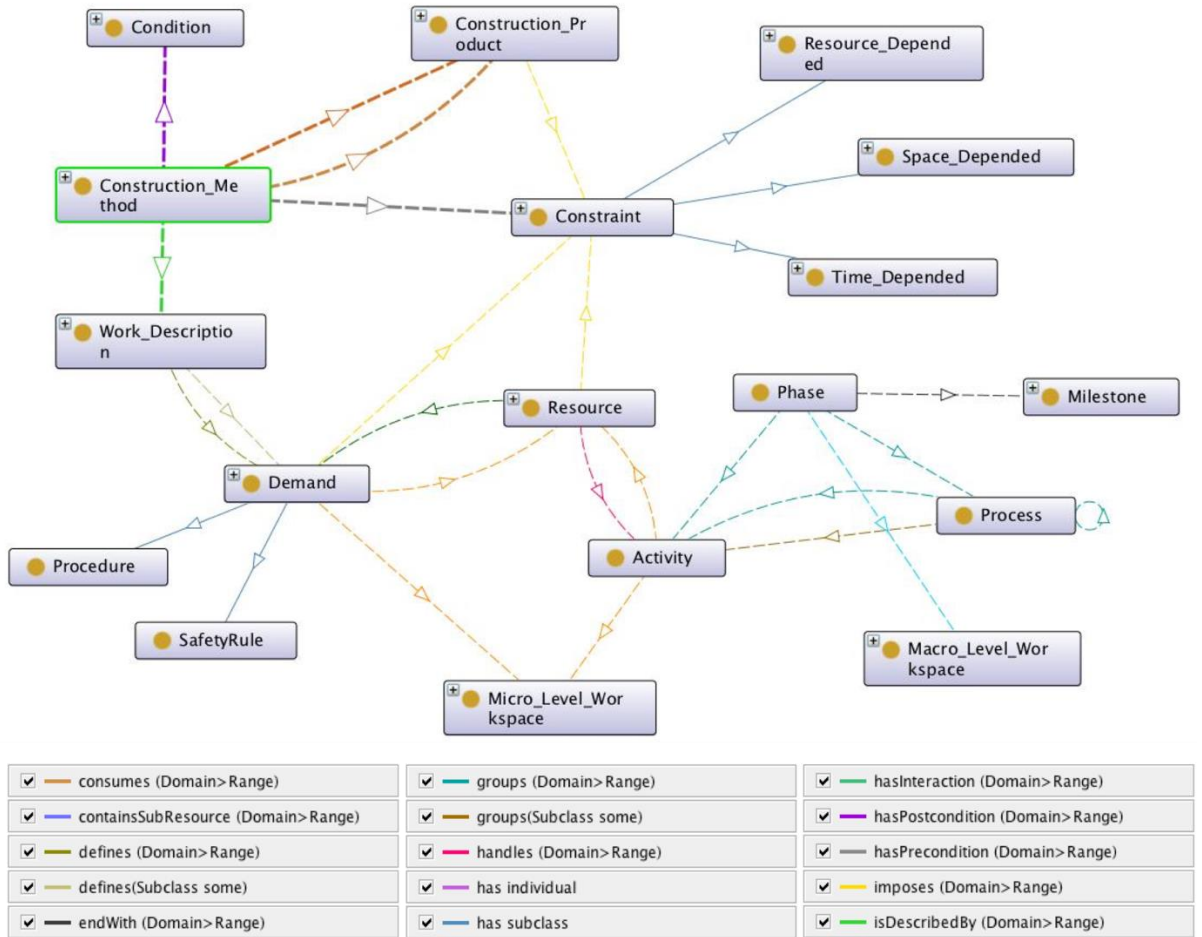 Condition
Construction_Pr
oduct
Resource_Depend
ed
Space_Depended
Construction_Me
thod
Constraint
Time_Depended
Work_Descriptio
n
Resource
Phase
Milestone
Demand
Process
Procedure
Activity
SafetyRule
Macro_Level_Wor
kspace
Micro_Level_Wor
kspace
consumes (Domain>Range)
groups (Domain>Range)
hasInteraction (Domain>Range)
containsSubResource (Domain>Range)
groups(Subclass some)
hasPostcondition (Domain>Range)
defines (Domain>Range)
handles (Domain>Range)
hasPrecondition (Domain>Range)
defines(Subclass some)
has individual
imposes (Domain>Range)
endWith (Domain>Range)
has subclass
isDescribedBy (Domain>Range)